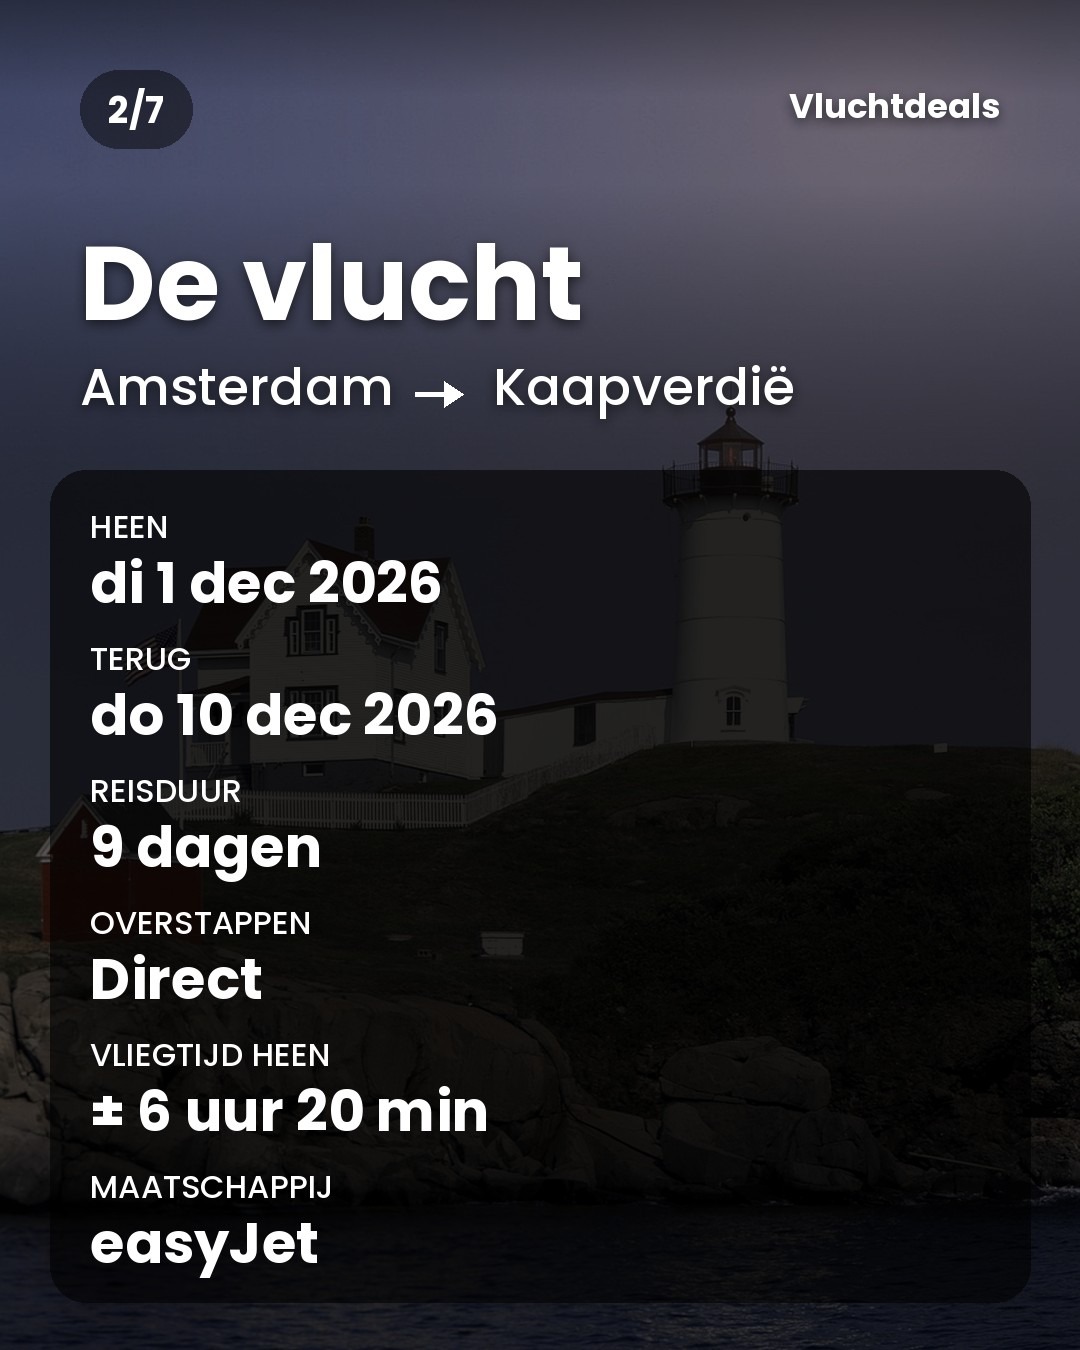 2/7
Vluchtdeals
De vlucht
Amsterdam → Kaapverdië
HEEN
di 1 dec 2026
TERUG
do 10 dec 2026
REISDUUR
9 dagen
OVERSTAPPEN
Direct
VLIEGTIJD HEEN
± 6 uur 20 min
MAATSCHAPPIJ
easyJet